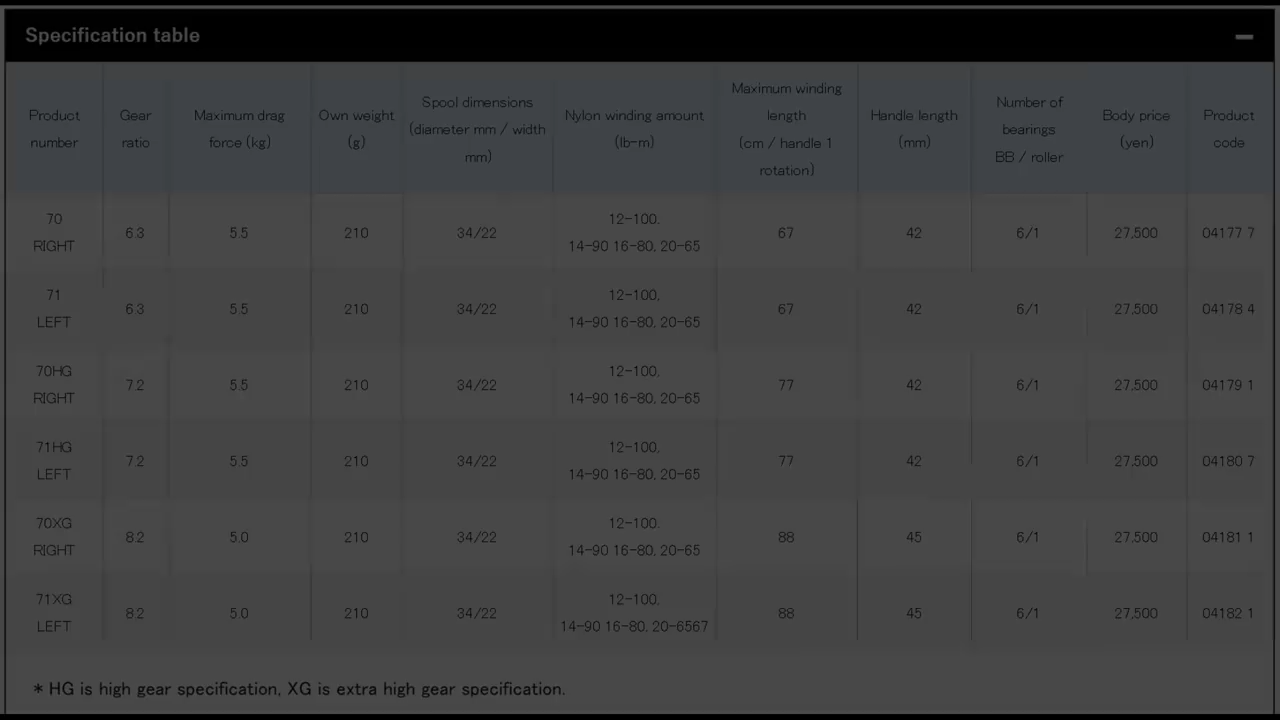 Specification table
Product number Gear ratio Maximum drag force (kg) Own weight (g) Spool dimensions (diameter mm / width mm) Nylon winding amount (lb-m) Maximum winding length (cm / handle 1 rotation) Handle length (mm) Number of bearings BB / roller Body price (yen) Product code
70 RIGHT 6.3 5.5 210 34/22 12-100. 14-90 16-80, 20-65 67 42 6/1 27,500 04177 7
71 LEFT 6.3 5.5 210 34/22 12-100, 14-90 16-80, 20-65 67 42 6/1 27,500 04178 4
70HG RIGHT 7.2 5.5 210 34/22 12-100. 14-90 16-80, 20-65 77 42 6/1 27,500 04179 1
71HG LEFT 7.2 5.5 210 34/22 12-100, 14-90 16-80, 20-65 77 42 6/1 27,500 04180 7
70XG RIGHT 8.2 5.0 210 34/22 12-100. 14-90 16-80, 20-65 88 45 6/1 27,500 04181 1
71XG LEFT 8.2 5.0 210 34/22 12-100. 14-90 16-80, 20-6567 88 45 6/1 27,500 04182 1
* HG is high gear specification, XG is extra high gear specification.